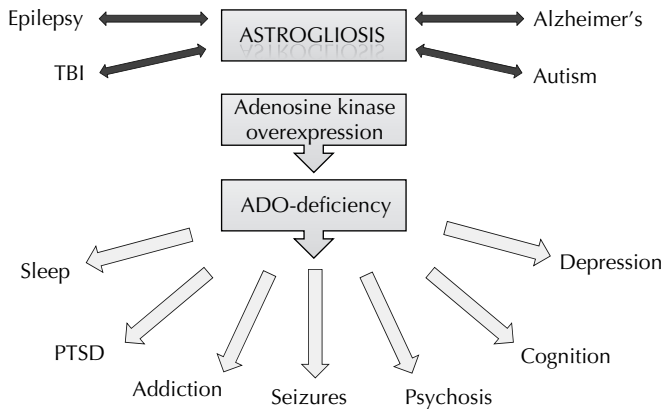 Epilepsy
ASTROGLIOSIS
Alzheimer's
TBI
Autism
Adenosine kinase
overexpression
ADO-deficiency
Sleep
Depression
PTSD
Cognition
Addiction
Seizures
Psychosis